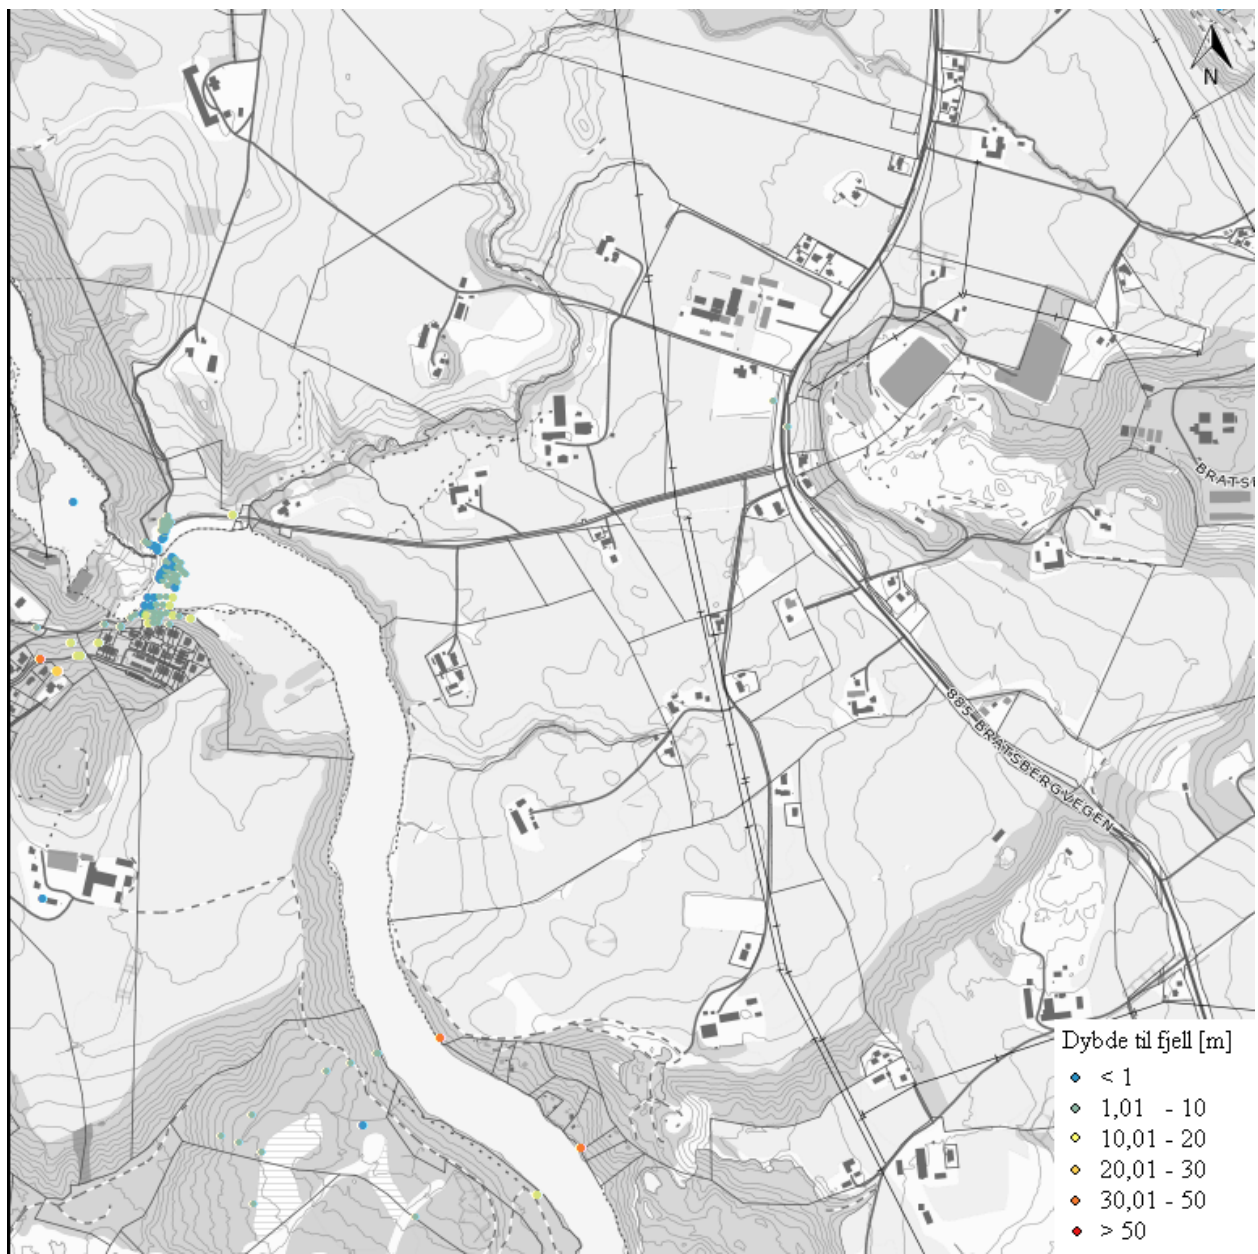 N
BRATSB
885 BRATSBERGVEGEN
Dybde til fjell [m]
< 1
1,01 - 10
10,01 - 20
20,01 - 30
30,01 - 50
> 50